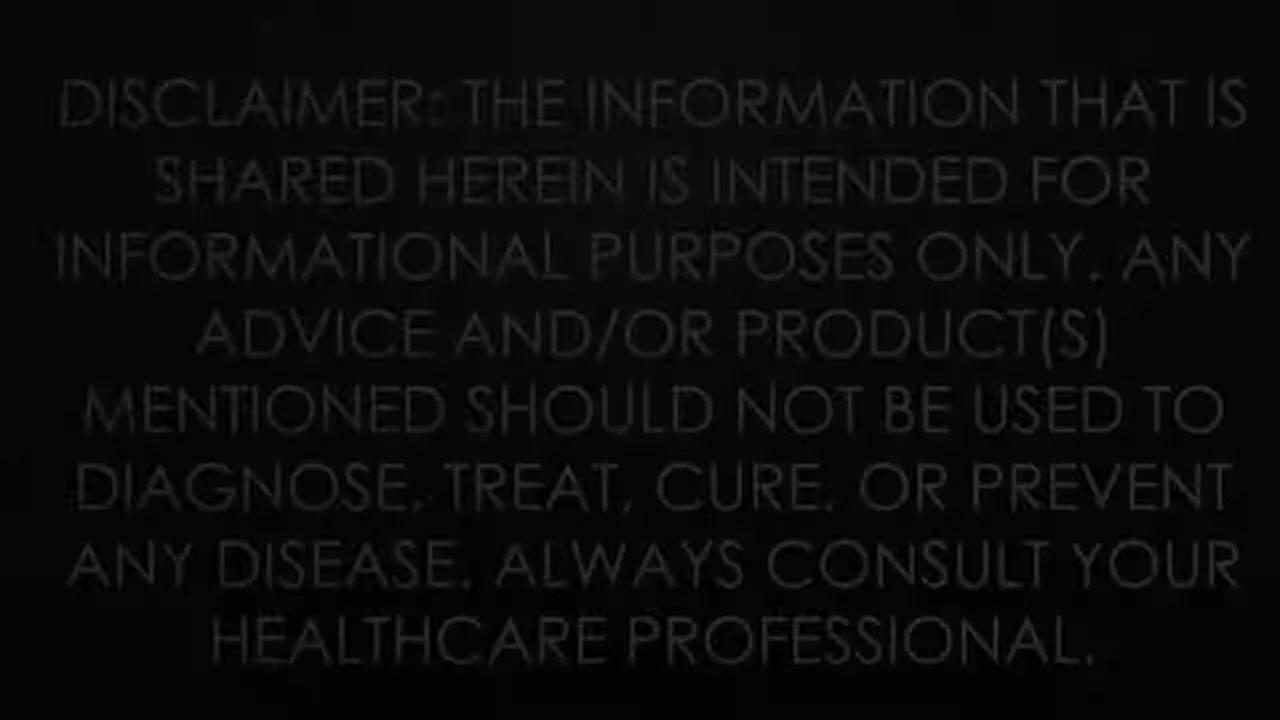 DISCLAIMER: THE INFORMATION THAT IS
SHARED HEREIN IS INTENDED FOR
INFORMATIONAL PURPOSES ONLY. ANY
ADVICE AND/OR PRODUCT(S)
MENTIONED SHOULD NOT BE USED TO
DIAGNOSE, TREAT, CURE, OR PREVENT
ANY DISEASE. ALWAYS CONSULT YOUR
HEALTHCARE PROFESSIONAL.